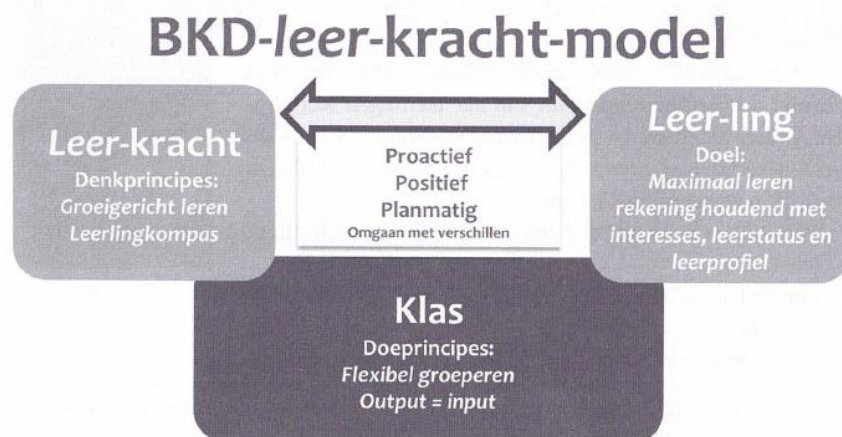 BKD-leer-kracht-model
Leer-kracht
Denkprincipes:
Groeigericht leren
Leerlingkompas
Proactief
Positief
Planmatig
Omgaan met verschillen
Leer-ling
Doel:
Maximaal leren
rekening houdend met
interesses, leerstatus en
leerprofiel
Klas
Doeprincipes:
Flexibel groeperen
Output = input